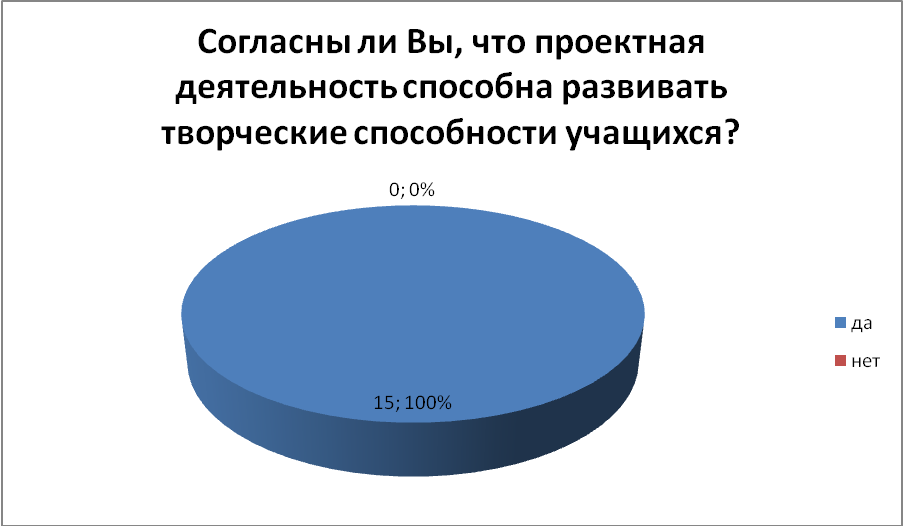 Согласны ли Вы, что проектная
деятельность способна развивать
творческие способности учащихся?
0; 0%
15; 100%
да
нет